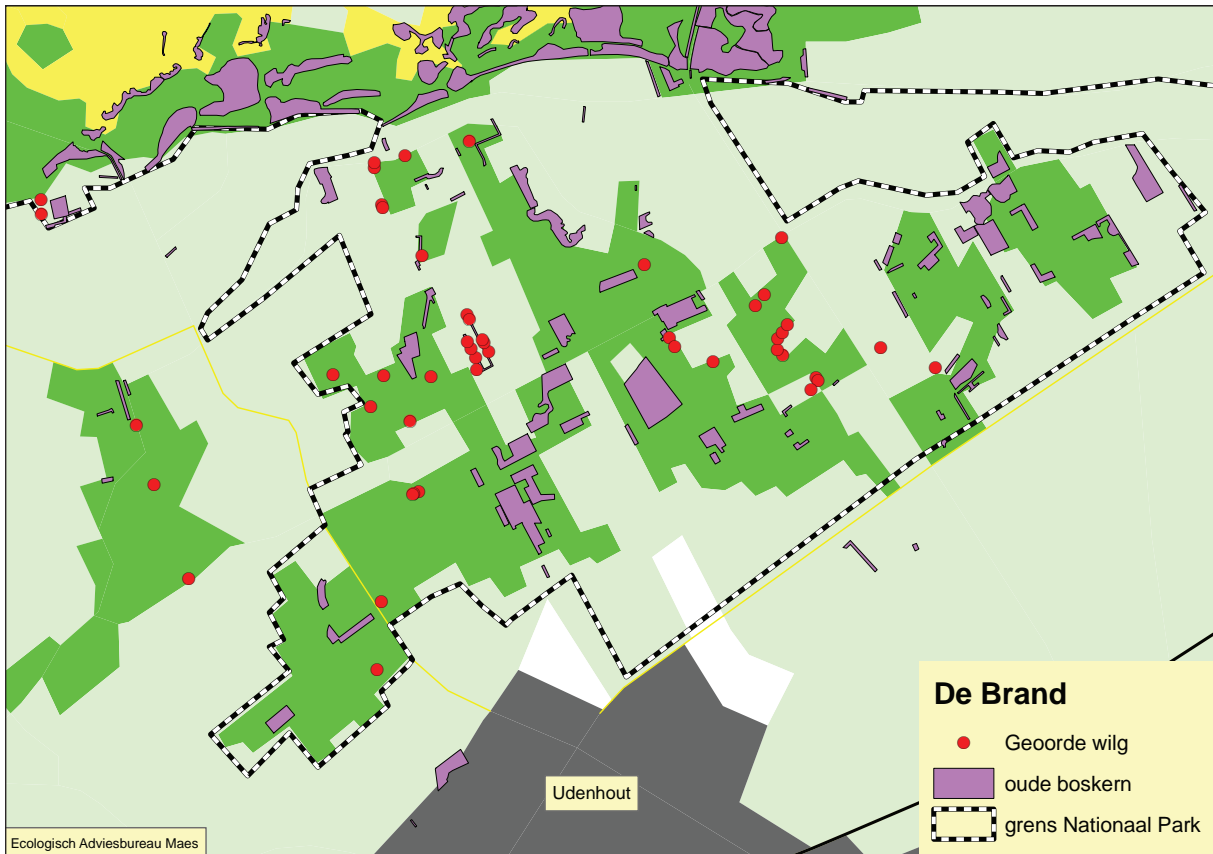 De Brand
Geoorde wilg
oude boskern
grens Nationaal Park
Udenhout
Ecologisch Adviesbureau Maes